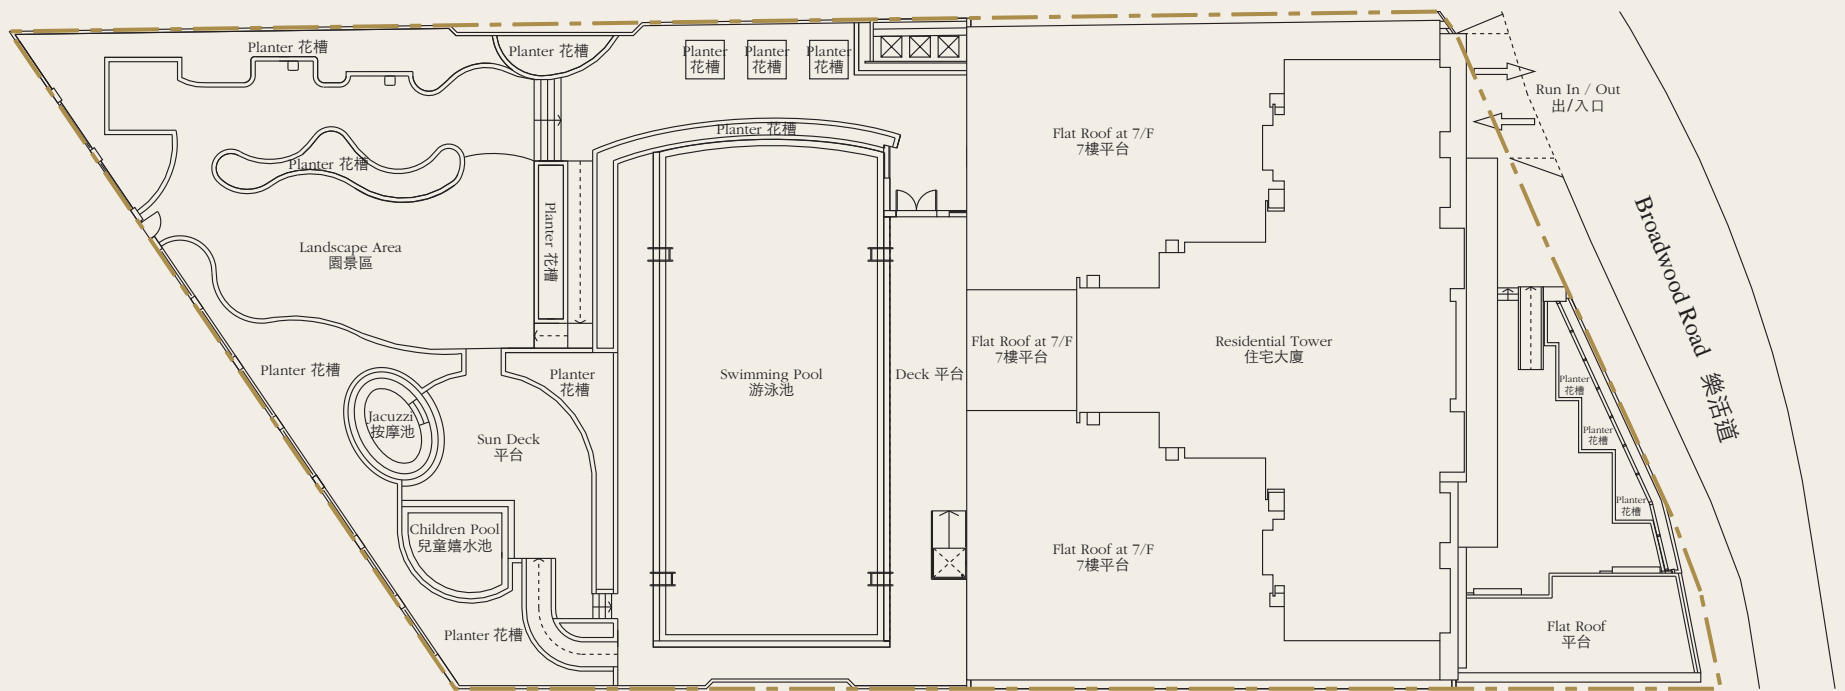 Planter 花槽
Planter 花槽
Planter
花槽
Planter
花槽
Planter
花槽
Run In / Out
出/入口
Planter 花槽
Flat Roof at 7/F
7樓平台
Planter 花槽
Planter 花槽
Landscape Area
園景區
Broadwood Road 樂活道
Flat Roof at 7/F
7樓平台
Residential Tower
住宅大廈
Planter 花槽
Planter
花槽
Swimming Pool
游泳池
Deck 平台
Planter
花槽
Jacuzzi
按摩池
Sun Deck
平台
Planter
花槽
Planter
花槽
Children Pool
兒童嬉水池
Flat Roof at 7/F
7樓平台
Planter 花槽
Flat Roof
平台